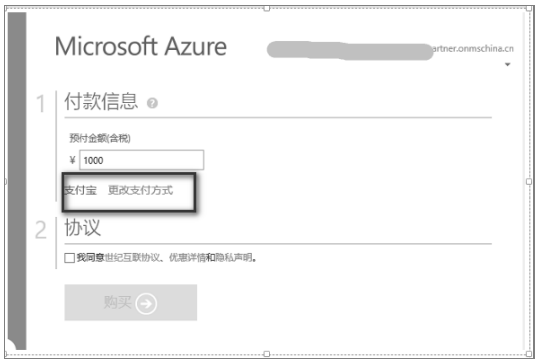 Microsoft Azure
partner.onmschina.cn
1 付款信息 ?
预付金额(含税)
¥ 1000
支付宝 更改支付方式
2 协议
我同意世纪互联协议、优惠详情和隐私声明。
购买